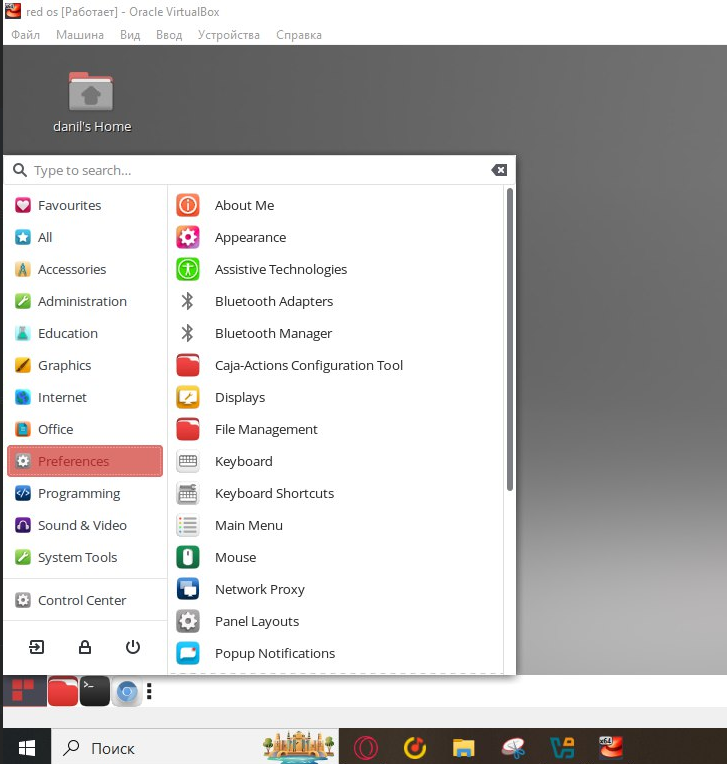 red os [Работает] - Oracle VirtualBox
Файл Машина Вид Ввод Устройства Справка
danil's Home
Type to search...
Favourites
All
Accessories
Administration
Education
Graphics
Internet
Office
Preferences
Programming
Sound & Video
System Tools
Control Center
About Me
Appearance
Assistive Technologies
Bluetooth Adapters
Bluetooth Manager
Caja-Actions Configuration Tool
Displays
File Management
Keyboard
Keyboard Shortcuts
Main Menu
Mouse
Network Proxy
Panel Layouts
Popup Notifications
Поиск
x64